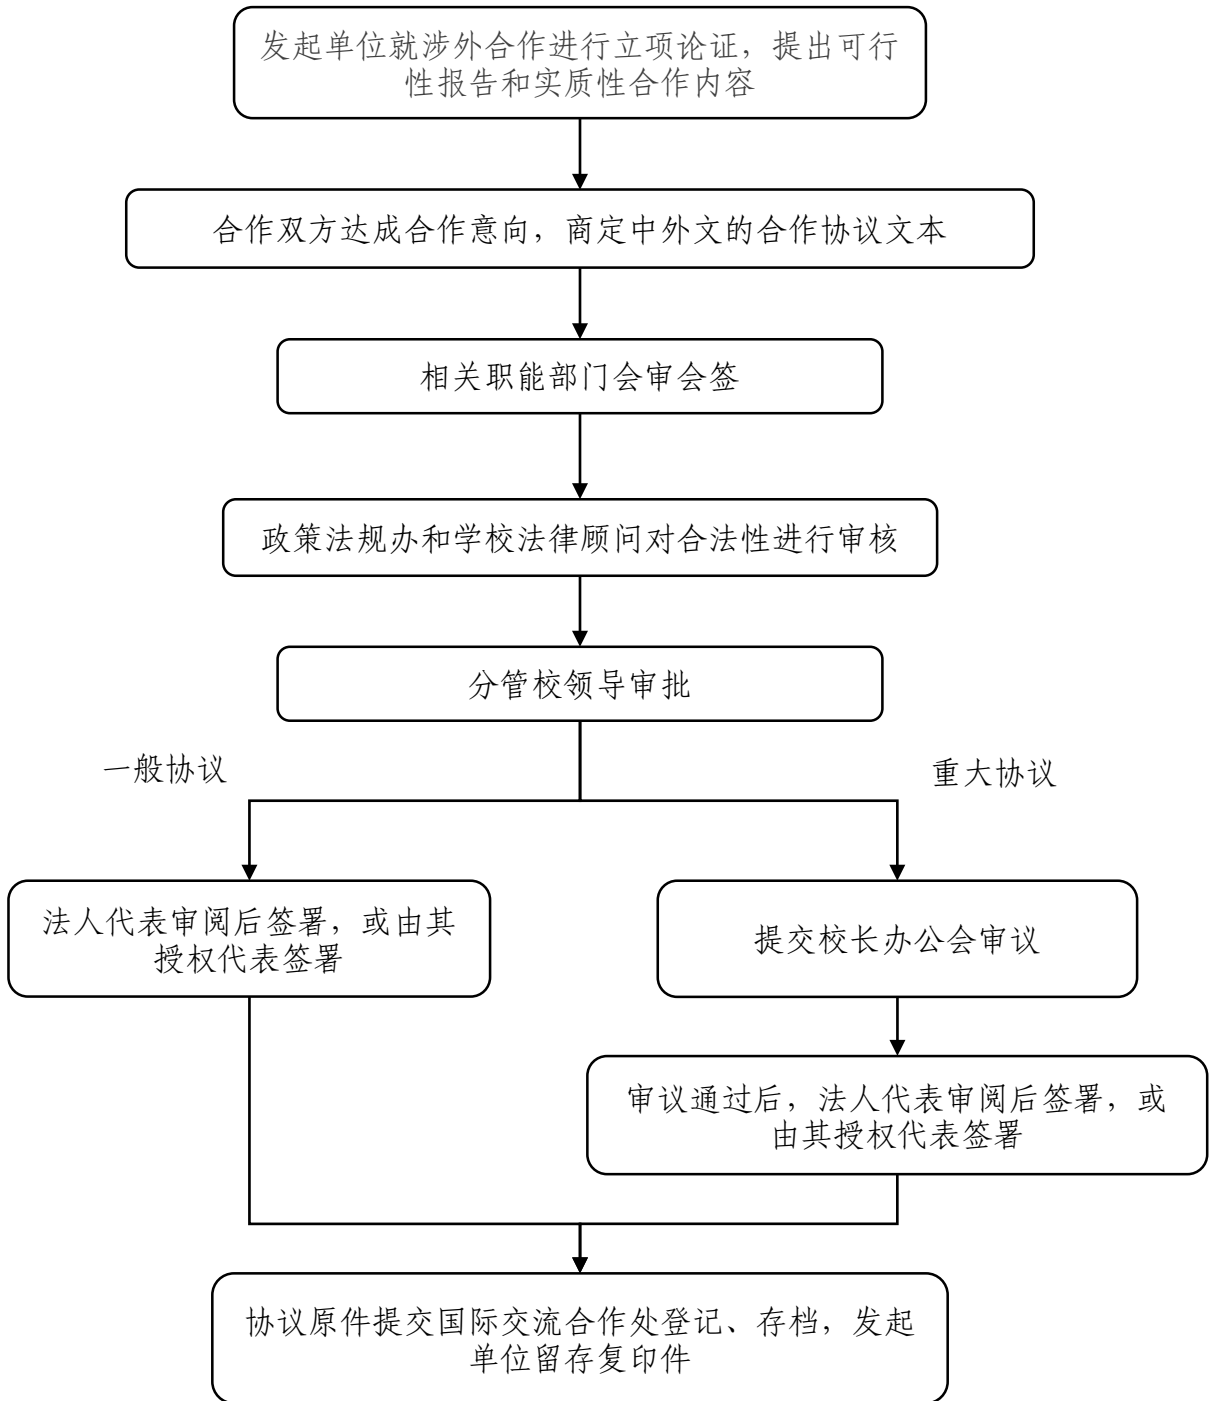 发起单位就涉外合作进行立项论证，提出可行
性报告和实质性合作内容
合作双方达成合作意向，商定中外文的合作协议文本
相关职能部门会审会签
政策法规办和学校法律顾问对合法性进行审核
分管校领导审批
一般协议
重大协议
法人代表审阅后签署，或由其
授权代表签署
提交校长办公会审议
审议通过后，法人代表审阅后签署，或
由其授权代表签署
协议原件提交国际交流合作处登记、存档，发起
单位留存复印件